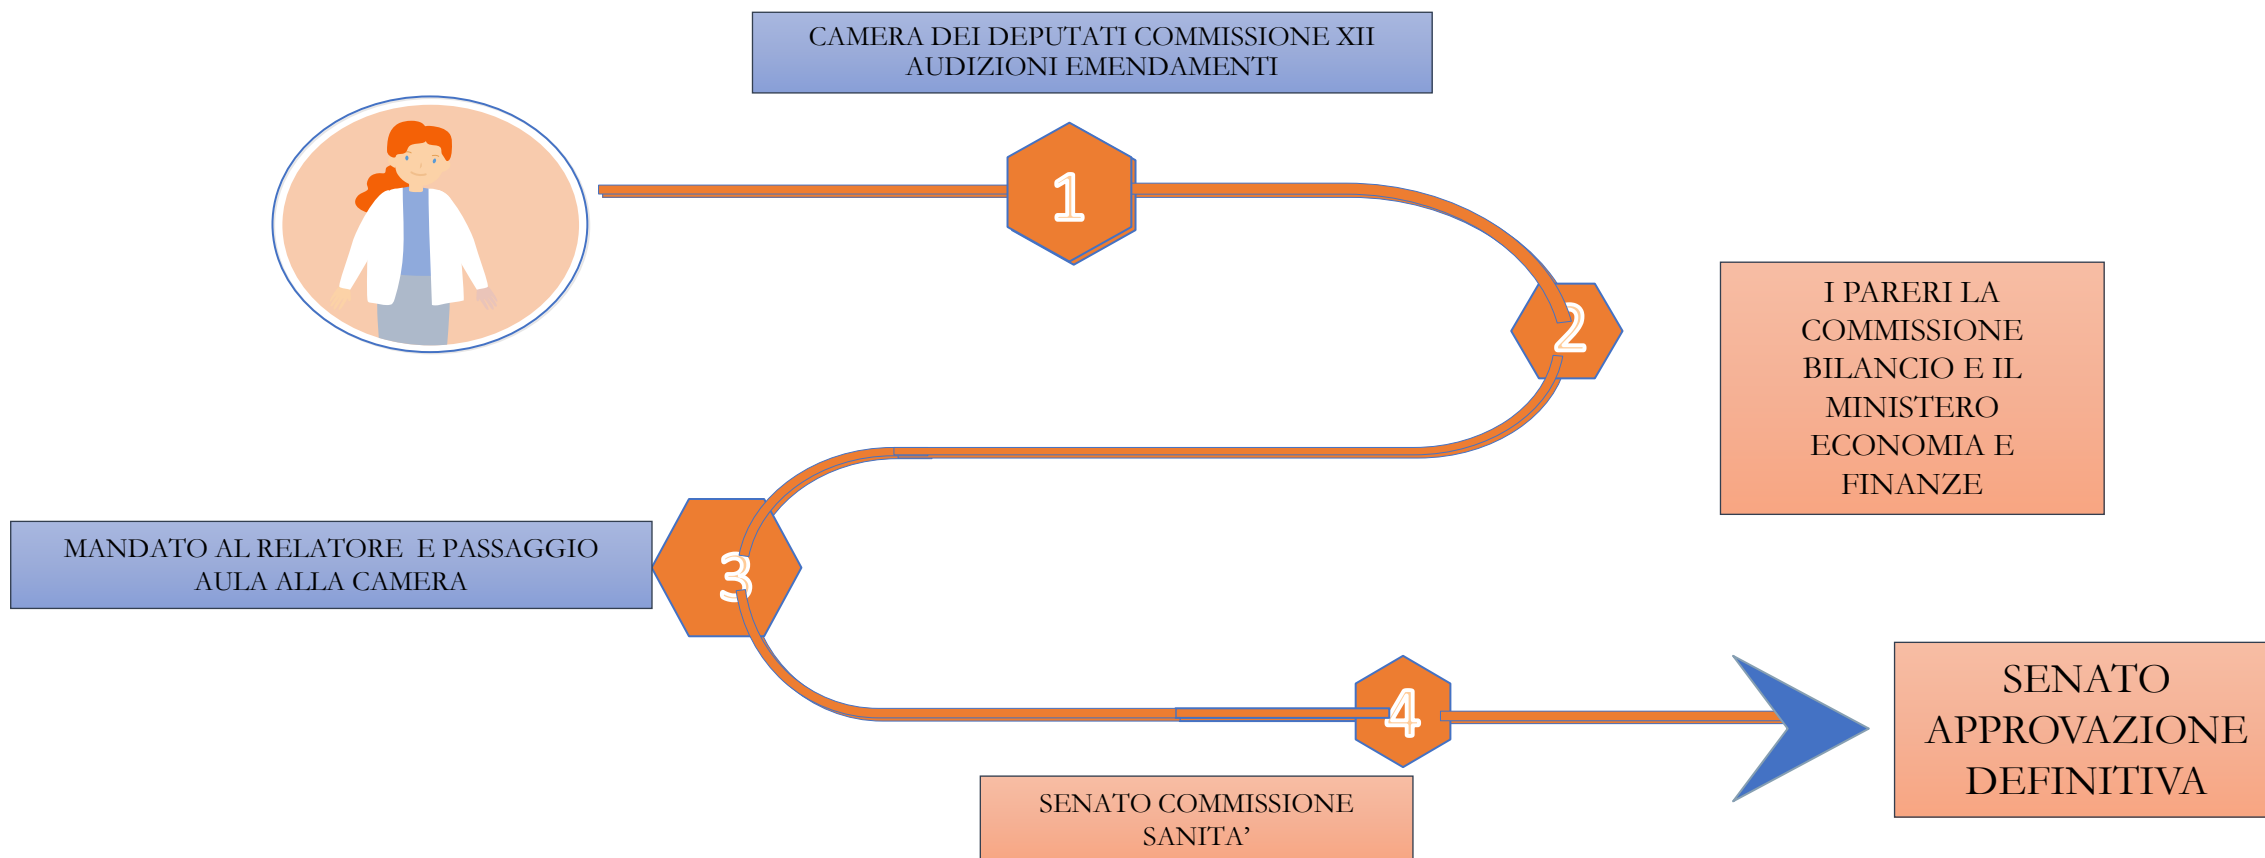 CAMERA DEI DEPUTATI COMMISSIONE XII
AUDIZIONI EMENDAMENTI
1
2
I PARERI LA
COMMISSIONE
BILANCIO E IL
MINISTERO
ECONOMIA E
FINANZE
MANDATO AL RELATORE  E PASSAGGIO
AULA ALLA CAMERA
3
4
SENATO COMMISSIONE
SANITA’
SENATO
APPROVAZIONE
DEFINITIVA